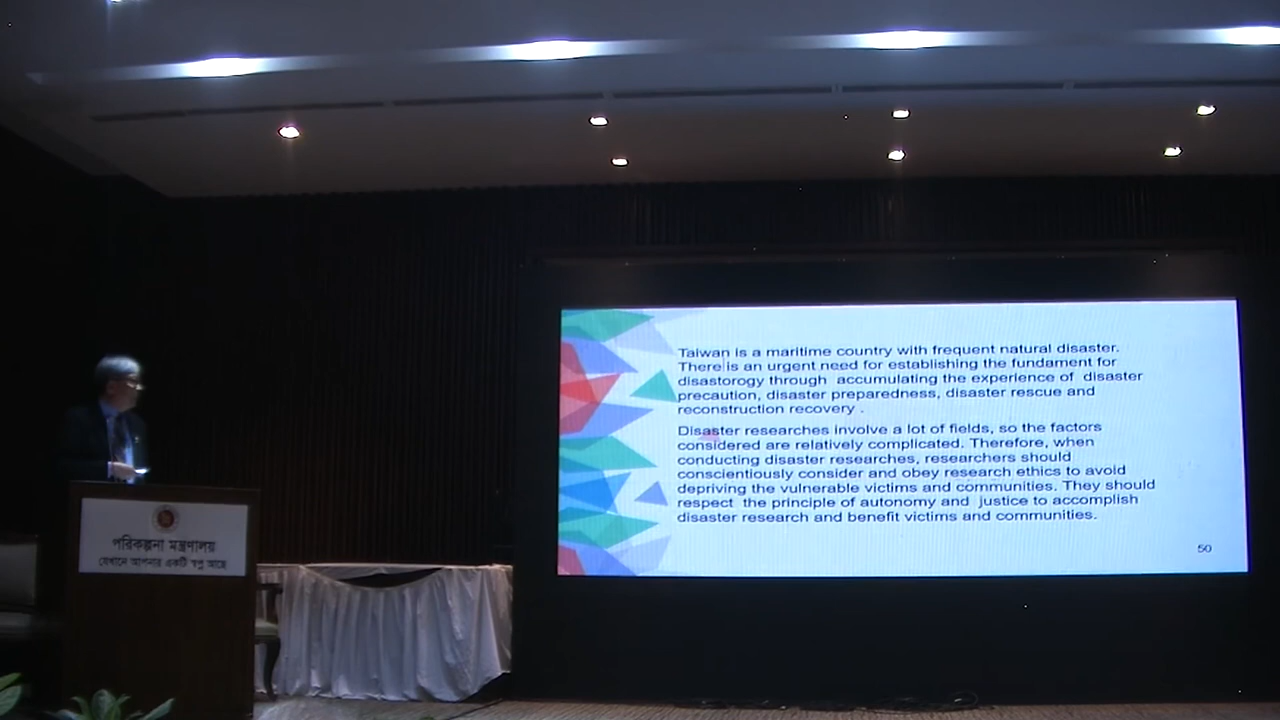 Taiwan is a maritime country with frequent natural disaster.
There is an urgent need for establishing the fundament for
disastorogy through accumulating the experience of disaster
precaution, disaster preparedness, disaster rescue and
reconstruction recovery .
Disaster researches involve a lot of fields, so the factors
considered are relatively complicated. Therefore, when
conducting disaster researches, researchers should
conscientiously consider and obey research ethics to avoid
depriving the vulnerable victims and communities. They should
respect the principle of autonomy and justice to accomplish
disaster research and benefit victims and communities.
50
পরিকল্পনা মন্ত্রণালয়
যেখানে আপনার একটি স্বপ্ন আছে